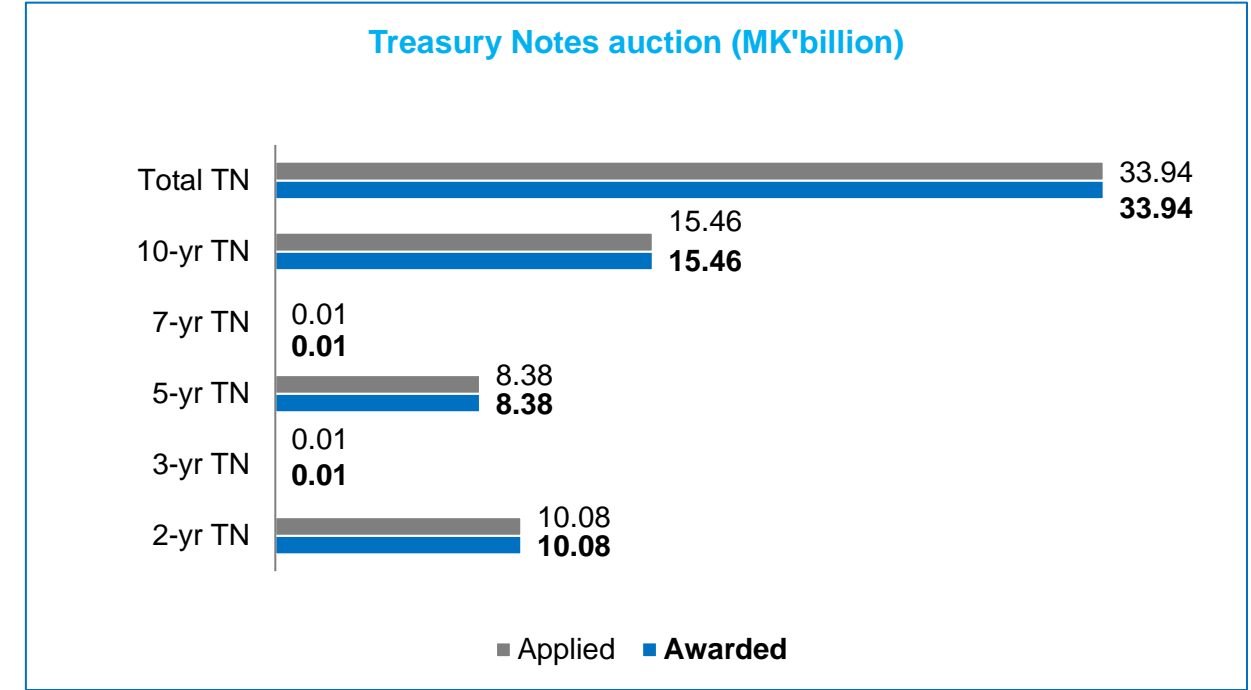 Treasury Notes auction (MK'billion)
Total TN
33.94
33.94
10-yr TN
15.46
15.46
7-yr TN
0.01
0.01
5-yr TN
8.38
8.38
3-yr TN
0.01
0.01
2-yr TN
10.08
10.08
Applied Awarded